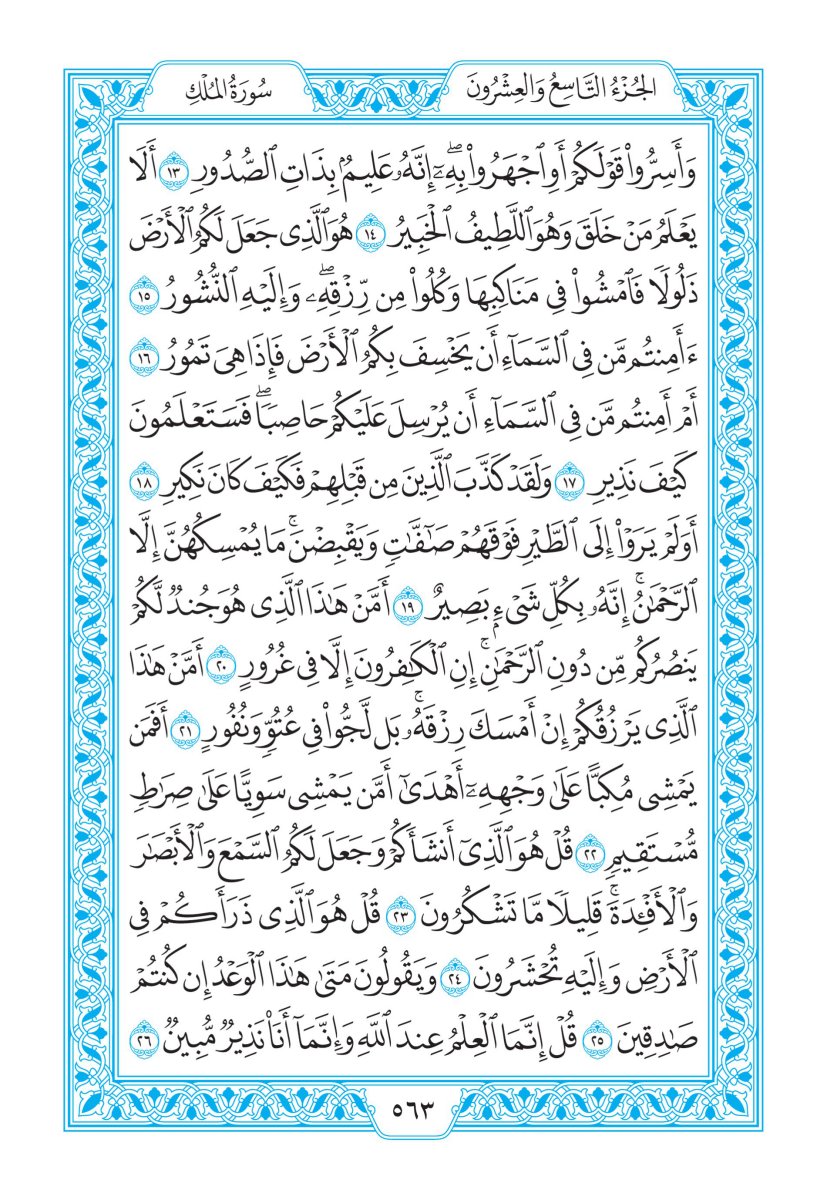 الجُزْءُ التَّاسِعُ وَالعِشْرُونَ
سُورَةُ المُلْكِ
وَأَسِرُّوا۟ قَوْلَكُمْ أَوِ ٱجْهَرُوا۟ بِهِۦٓۖ إِنَّهُۥ عَلِيمُۢ بِذَاتِ ٱلصُّدُورِ ١٣ أَلَا
يَعْلَمُ مَنْ خَلَقَ وَهُوَ ٱللَّطِيفُ ٱلْخَبِيرُ ١٤ هُوَ ٱلَّذِى جَعَلَ لَكُمُ ٱلْأَرْضَ
ذَلُولًا فَٱمْشُوا۟ فِى مَنَاكِبِهَا وَكُلُوا۟ مِن رِّزْقِهِۦۖ وَإِلَيْهِ ٱلنُّشُورُ ١٥
ءَأَمِنتُم مَّن فِى ٱلسَّمَآءِ أَن يَخْسِفَ بِكُمُ ٱلْأَرْضَ فَإِذَا هِىَ تَمُورُ ١٦
أَمْ أَمِنتُم مَّن فِى ٱلسَّمَآءِ أَن يُرْسِلَ عَلَيْكُمْ حَاصِبًاۖ فَسَتَعْلَمُونَ
كَيْفَ نَذِيرِ ١٧ وَلَقَدْ كَذَّبَ ٱلَّذِينَ مِن قَبْلِهِمْ فَكَيْفَ كَانَ نَكِيرِ ١٨
أَوَلَمْ يَرَوْا۟ إِلَى ٱلطَّيْرِ فَوْقَهُمْ صَٰٓفَّٰتٍ وَيَقْبِضْنَۚ مَا يُمْسِكُهُنَّ إِلَّا
ٱلرَّحْمَٰنُۚ إِنَّهُۥ بِكُلِّ شَىْءٍۭ بَصِيرٌ ١٩ أَمَّنْ هَٰذَا ٱلَّذِى هُوَ جُندٌ لَّكُمْ
يَنصُرُكُم مِّن دُونِ ٱلرَّحْمَٰنِۚ إِنِ ٱلْكَٰفِرُونَ إِلَّا فِى غُرُورٍ ٢٠ أَمَّنْ هَٰذَا
ٱلَّذِى يَرْزُقُكُمْ إِنْ أَمْسَكَ رِزْقَهُۥۚ بَل لَّجُّوا۟ فِى عُتُوٍّ وَنُفُورٍ ٢١ أَفَمَن
يَمْشِى مُكِبًّا عَلَىٰ وَجْهِهِۦٓ أَهْدَىٰٓ أَمَّن يَمْشِى سَوِيًّا عَلَىٰ صِرَٰطٍ
مُّسْتَقِيمٍ ٢٢ قُلْ هُوَ ٱلَّذِىٓ أَنشَأَكُمْ وَجَعَلَ لَكُمُ ٱلسَّمْعَ وَٱلْأَبْصَٰرَ
وَٱلْأَفْـِٔدَةَۚ قَلِيلًا مَّا تَشْكُرُونَ ٢٣ قُلْ هُوَ ٱلَّذِى ذَرَأَكُمْ فِى
ٱلْأَرْضِ وَإِلَيْهِ تُحْشَرُونَ ٢٤ وَيَقُولُونَ مَتَىٰ هَٰذَا ٱلْوَعْدُ إِن كُنتُمْ
صَٰدِقِينَ ٢٥ قُلْ إِنَّمَا ٱلْعِلْمُ عِندَ ٱللَّهِ وَإِنَّمَآ أَنَا۠ نَذِيرٌ مُّبِينٌ ٢٦
٥٦٣